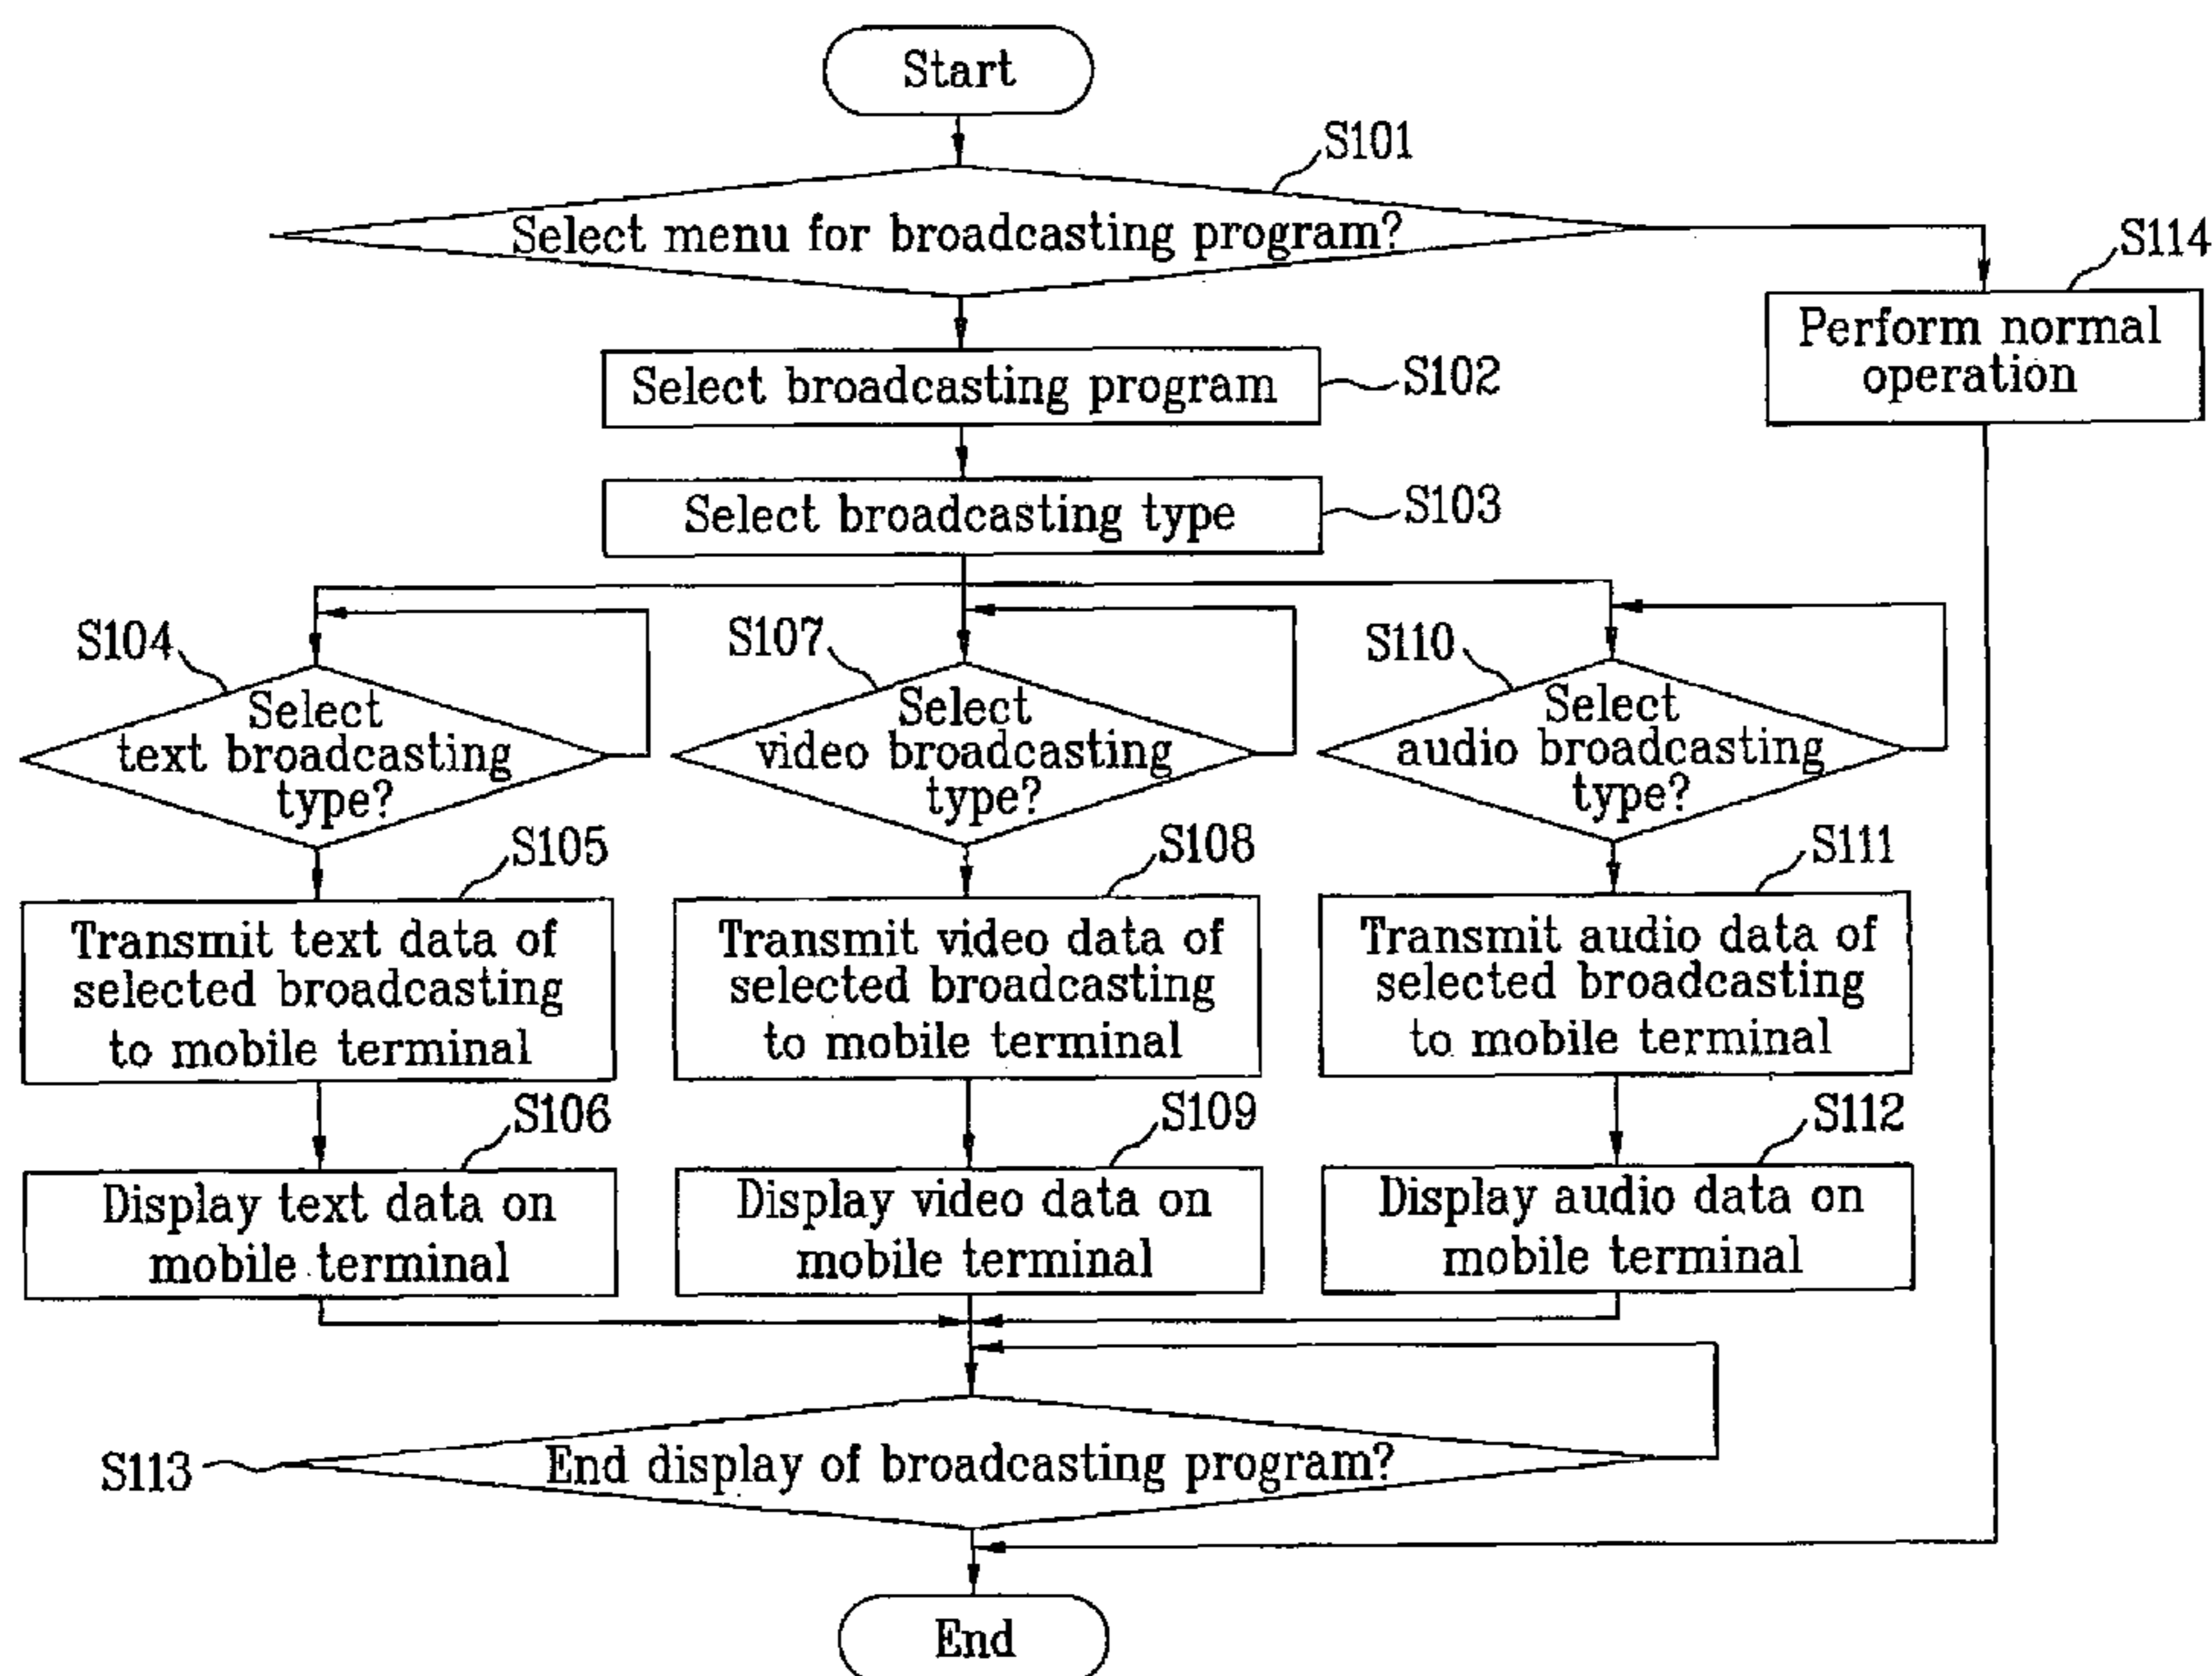 Start
S101
Select menu for broadcasting program?
S114
Perform normal
operation
Select broadcasting program
S102
Select broadcasting type
S103
S104
Select
text broadcasting
type?
S107
Select
video broadcasting
type?
S110
Select
audio broadcasting
type?
S105
Transmit text data of
selected broadcasting
to mobile terminal
S108
Transmit video data of
selected broadcasting
to mobile terminal
S111
Transmit audio data of
selected broadcasting
to mobile terminal
S106
Display text data on
mobile terminal
S109
Display video data on
mobile terminal
S112
Display audio data on
mobile terminal
S113
End display of broadcasting program?
End